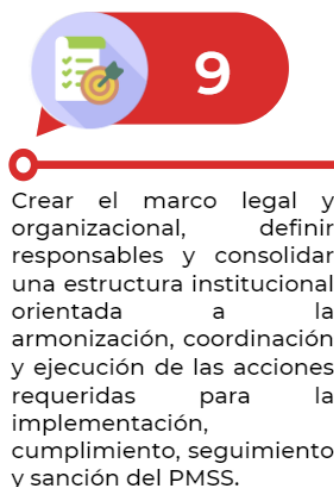 9
Crear el marco legal y
organizacional, definir
responsables y consolidar
una estructura institucional
orientada a la
armonización, coordinación
y ejecución de las acciones
requeridas para la
implementación,
cumplimiento, seguimiento
y sanción del PMSS.